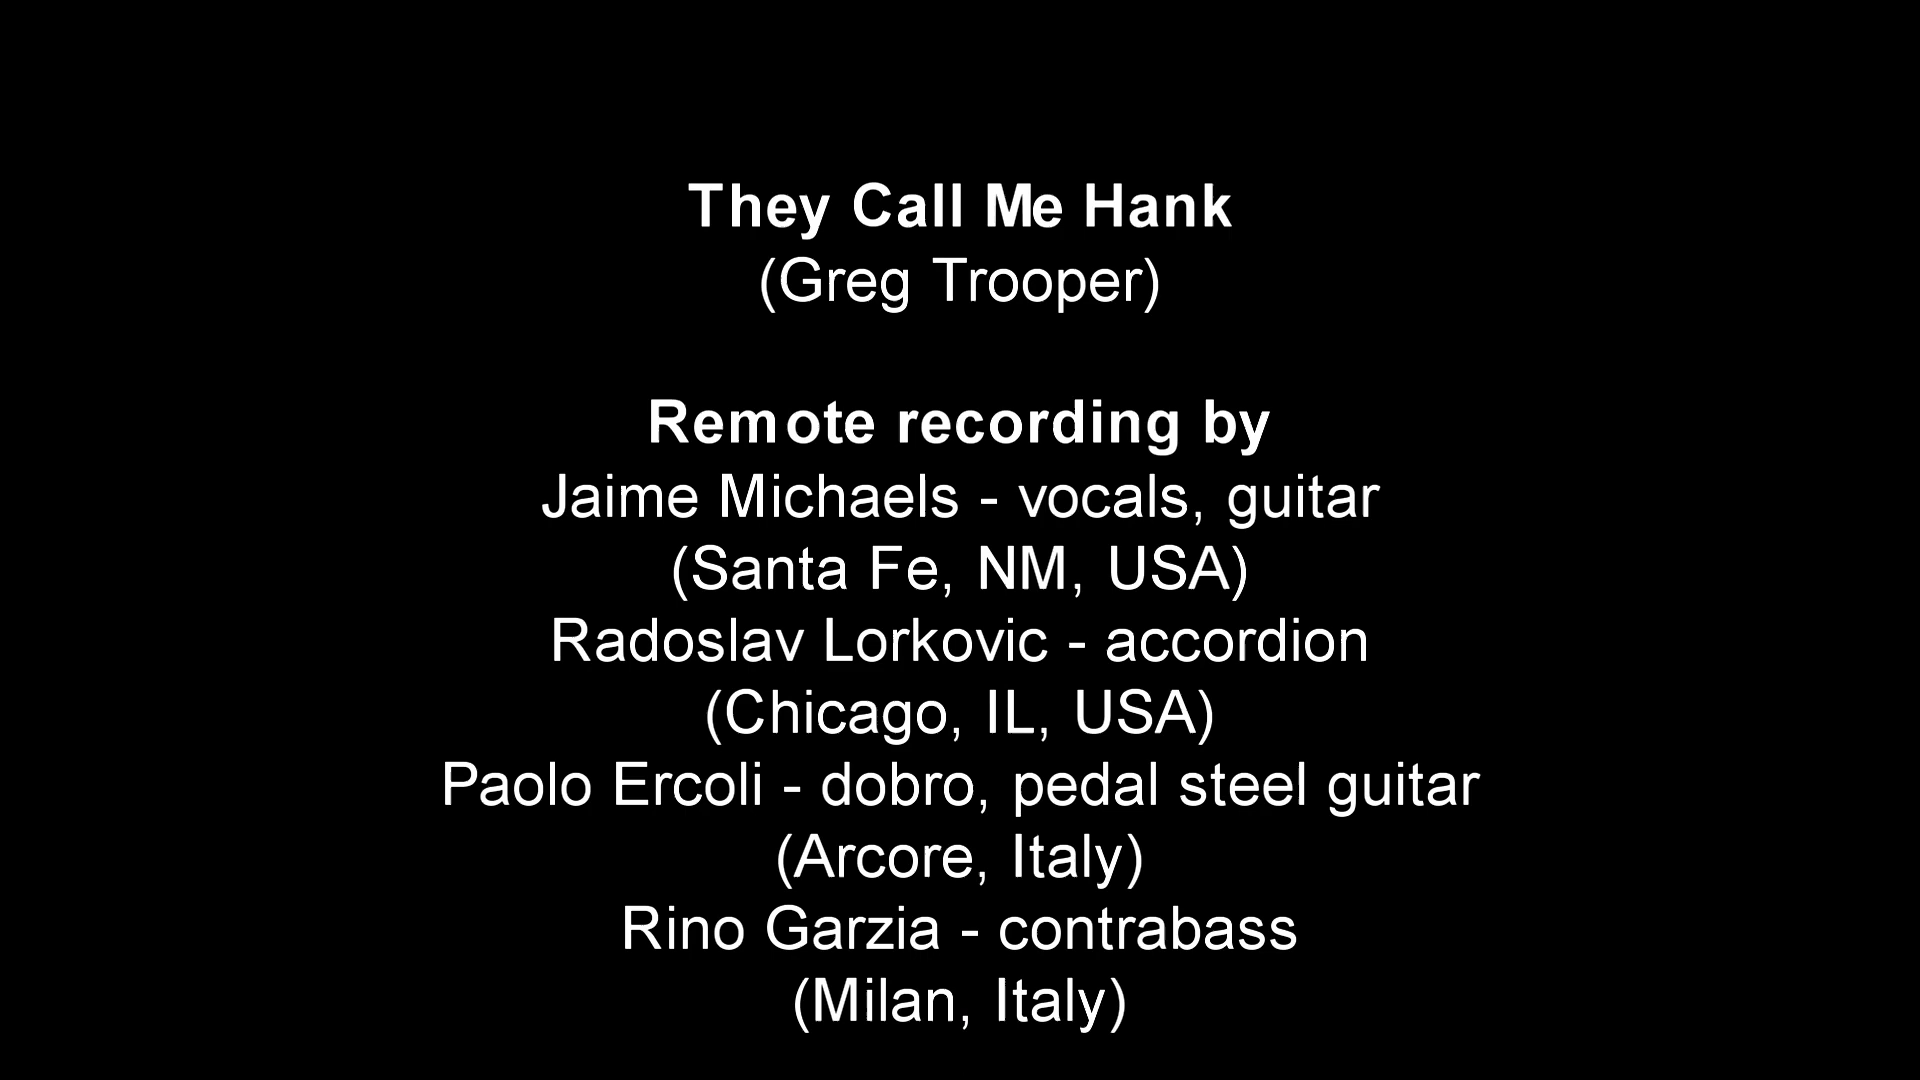 They Call Me Hank
(Greg Trooper)
Remote recording by
Jaime Michaels - vocals, guitar
(Santa Fe, NM, USA)
Radoslav Lorkovic - accordion
(Chicago, IL, USA)
Paolo Ercoli - dobro, pedal steel guitar
(Arcore, Italy)
Rino Garzia - contrabass
(Milan, Italy)